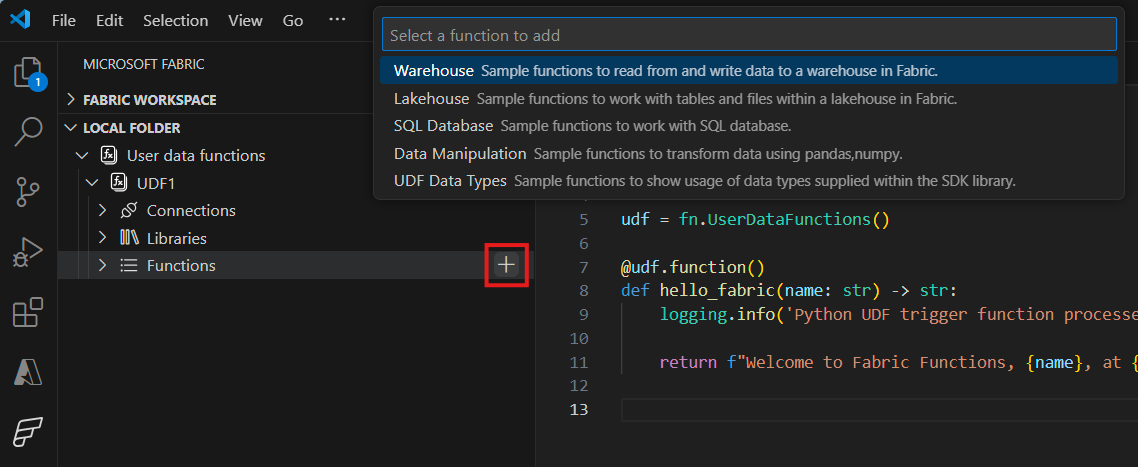 File Edit Selection View Go ···
Select a function to add
Warehouse Sample functions to read from and write data to a warehouse in Fabric.
Lakehouse Sample functions to work with tables and files within a lakehouse in Fabric.
SQL Database Sample functions to work with SQL database.
Data Manipulation Sample functions to transform data using pandas,numpy.
UDF Data Types Sample functions to show usage of data types supplied within the SDK library.
1
MICROSOFT FABRIC
FABRIC WORKSPACE
LOCAL FOLDER
User data functions
UDF1
Connections
Libraries
Functions
5 udf = fn.UserDataFunctions()
6
7 @udf.function()
8 def hello_fabric(name: str) -> str:
9 logging.info('Python UDF trigger function processe
10
11 return f"Welcome to Fabric Functions, {name}, at {
12
13